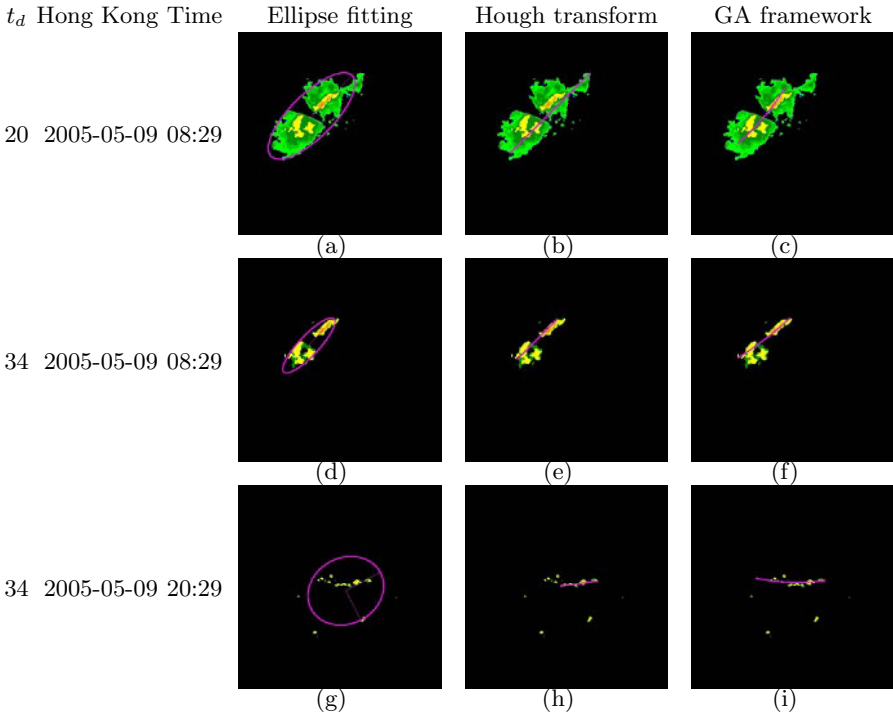 t_d Hong Kong Time Ellipse fitting Hough transform GA framework
20 2005-05-09 08:29
(a) (b) (c)
34 2005-05-09 08:29
(d) (e) (f)
34 2005-05-09 20:29
(g) (h) (i)